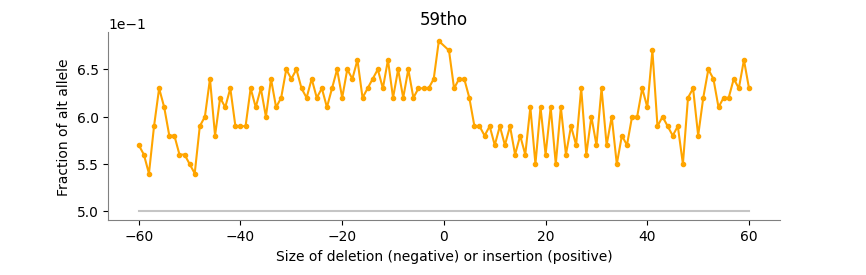 59tho
1e−1
Fraction of alt allele
6.5
6.0
5.5
5.0
−60 −40 −20 0 20 40 60
Size of deletion (negative) or insertion (positive)